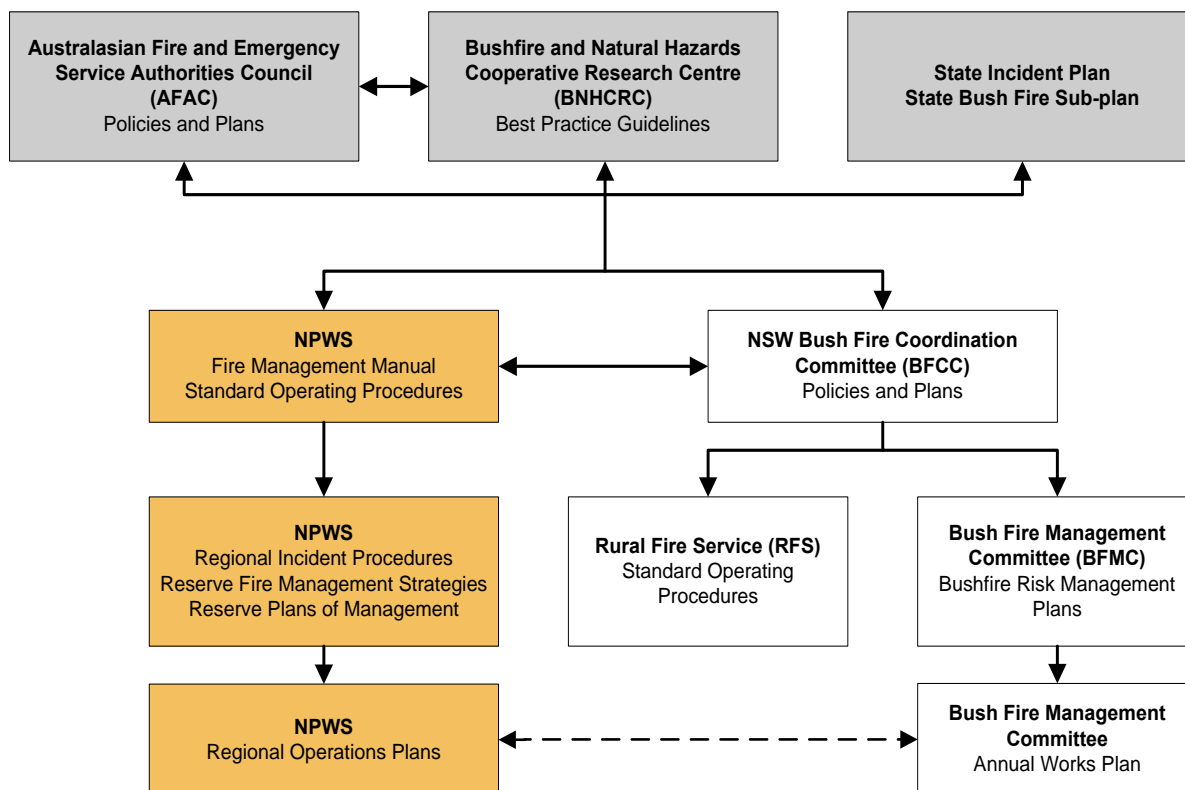 Australasian Fire and Emergency
Service Authorities Council
(AFAC)
Policies and Plans
Bushfire and Natural Hazards
Cooperative Research Centre
(BNHCRC)
Best Practice Guidelines
State Incident Plan
State Bush Fire Sub-plan
NPWS
Fire Management Manual
Standard Operating Procedures
NSW Bush Fire Coordination
Committee (BFCC)
Policies and Plans
NPWS
Regional Incident Procedures
Reserve Fire Management Strategies
Reserve Plans of Management
Rural Fire Service (RFS)
Standard Operating
Procedures
Bush Fire Management
Committee (BFMC)
Bushfire Risk Management
Plans
NPWS
Regional Operations Plans
Bush Fire Management
Committee
Annual Works Plan